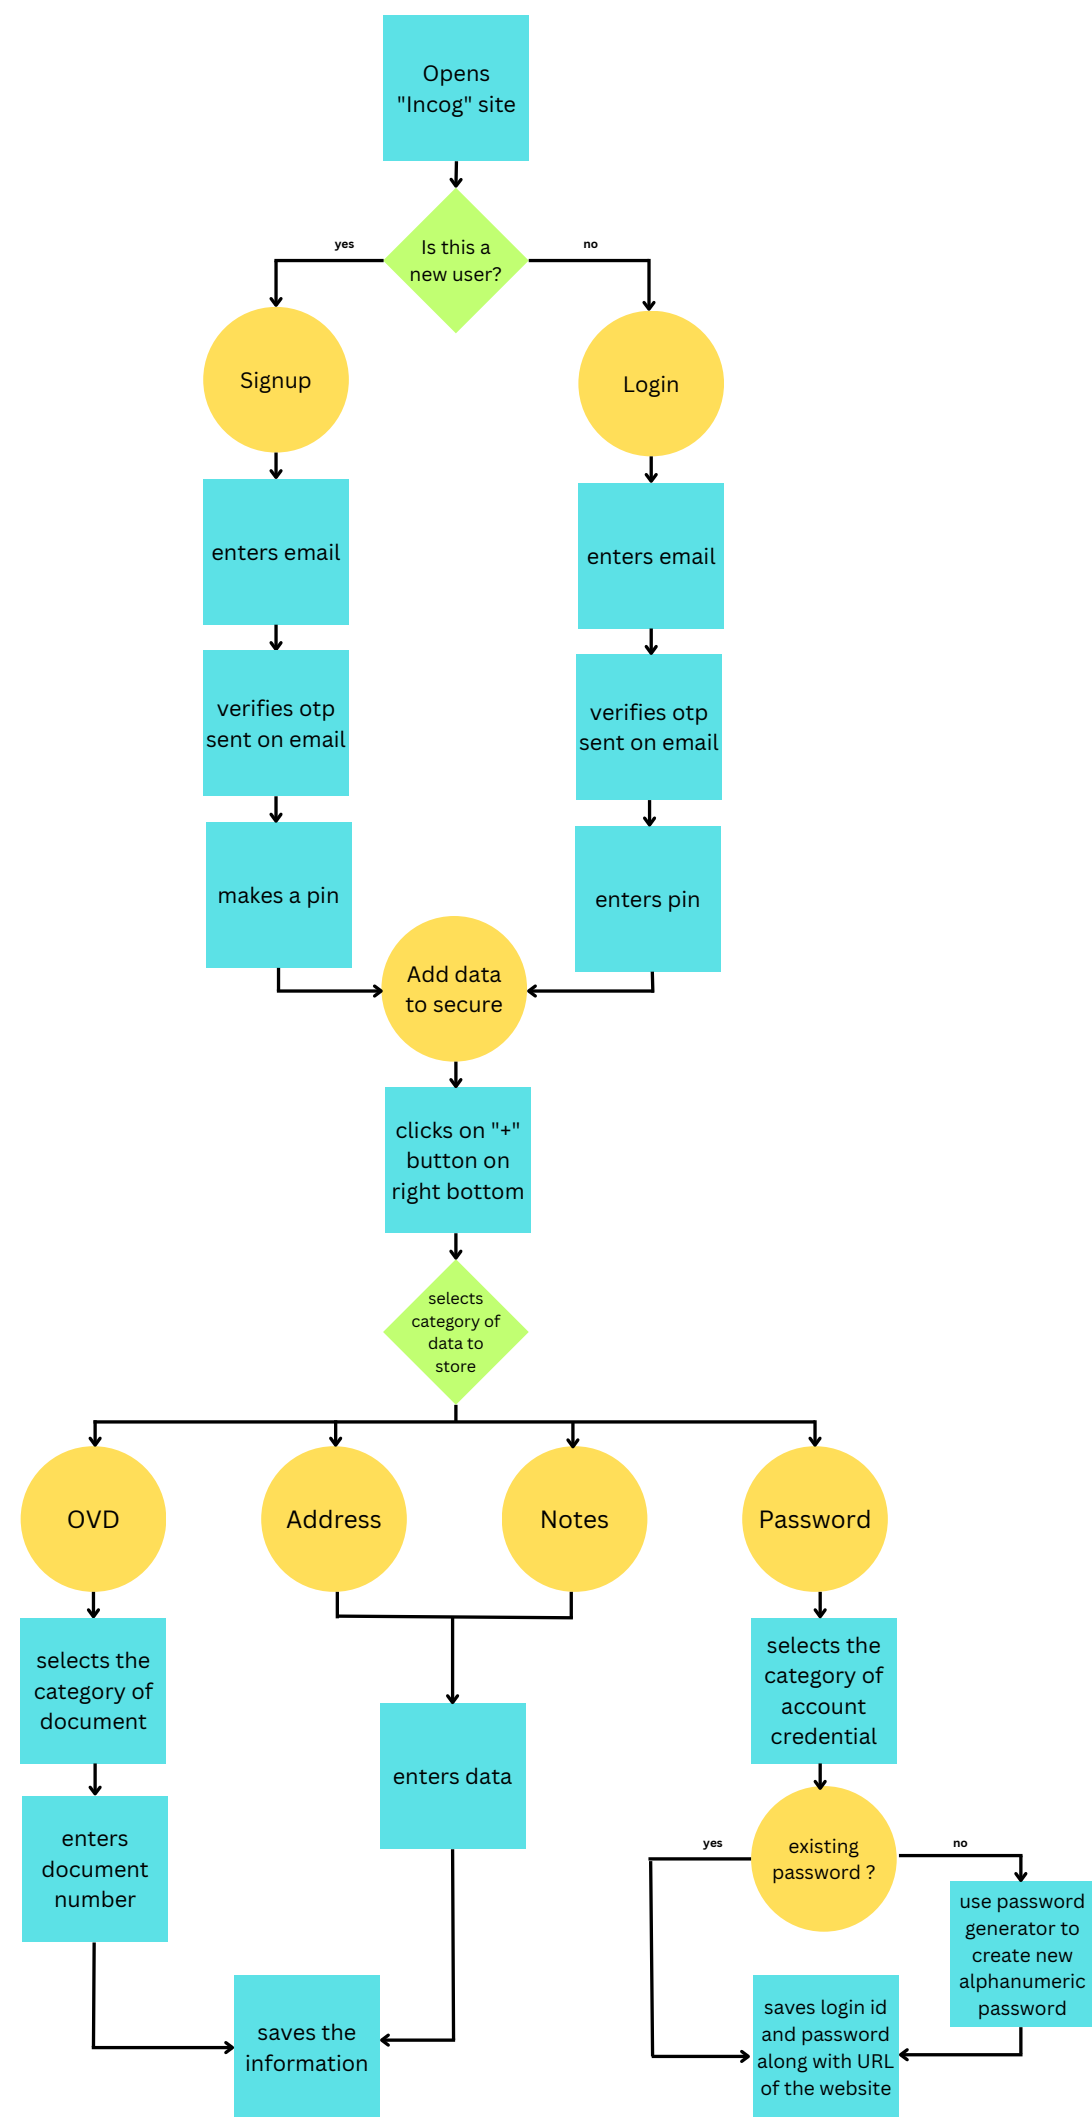 Opens
"Incog" site
Is this a
new user?
yes
no
Signup
Login
enters email
enters email
verifies otp
sent on email
verifies otp
sent on email
makes a pin
enters pin
Add data
to secure
clicks on "+"
button on
right bottom
selects
category of
data to
store
OVD
Address
Notes
Password
selects the
category of
document
selects the
category of
account
credential
enters data
enters
document
number
existing
password ?
yes
no
use password
generator to
create new
alphanumeric
password
saves the
information
saves login id
and password
along with URL
of the website